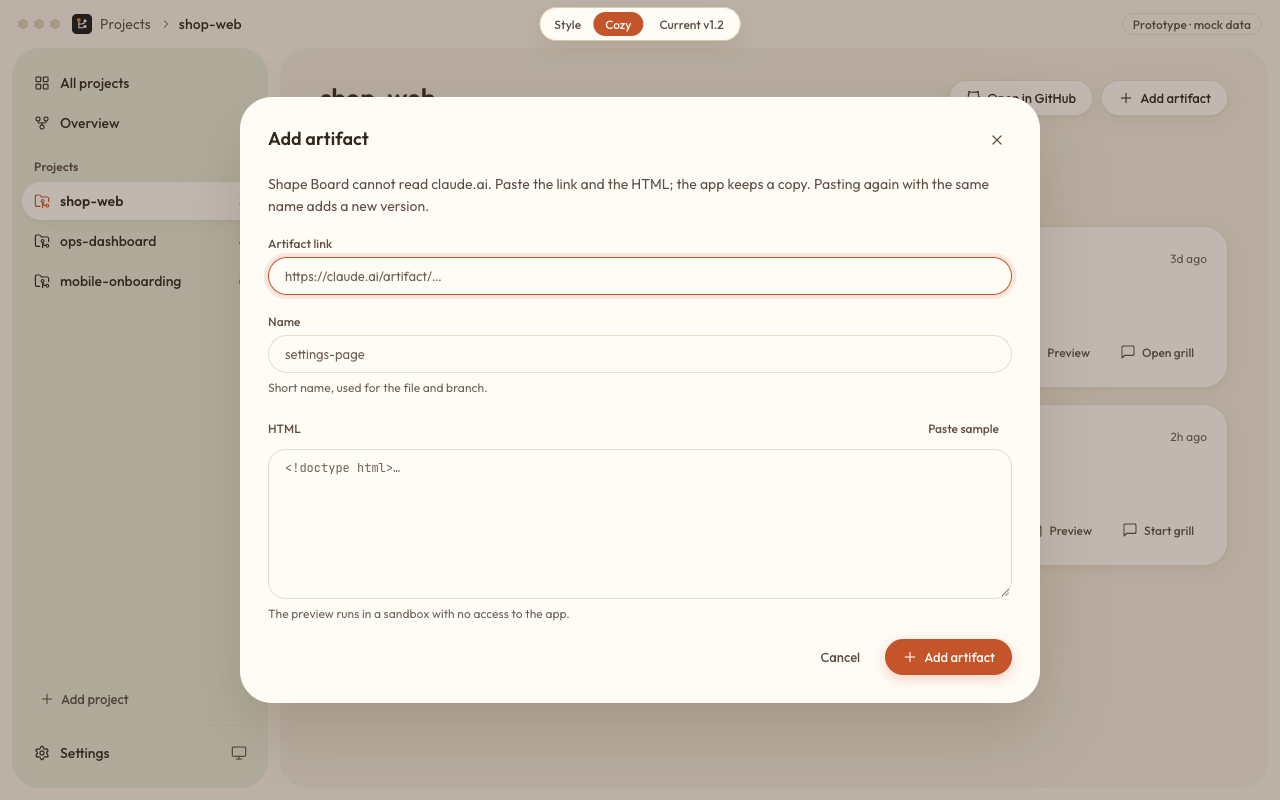 Projects
shop-web
Style
Cozy
Current v1.2
Prototype · mock data
All projects
Overview
Projects
shop-web
ops-dashboard
mobile-onboarding
Add project
Settings
shop-web
Open in GitHub
Add artifact
3d ago
Preview
Open grill
2h ago
Preview
Start grill
Add artifact
Shape Board cannot read claude.ai. Paste the link and the HTML; the app keeps a copy. Pasting again with the same
name adds a new version.
Artifact link
https://claude.ai/artifact/…
Name
settings-page
Short name, used for the file and branch.
HTML
Paste sample
<!doctype html>…
The preview runs in a sandbox with no access to the app.
Cancel
Add artifact